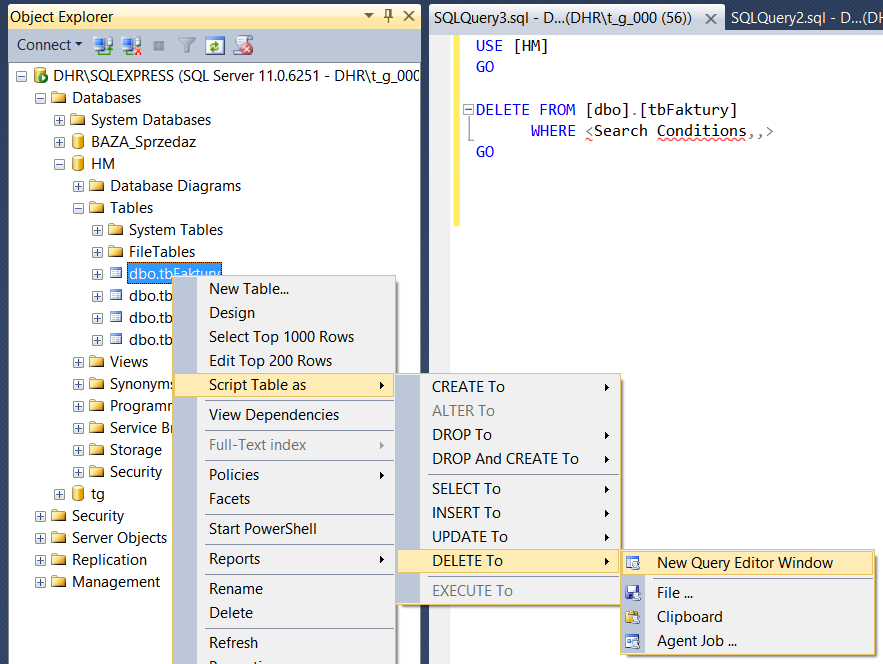 Object Explorer
Connect
DHR\SQLEXPRESS (SQL Server 11.0.6251 - DHR\t_g_000
Databases
System Databases
BAZA_Sprzedaz
HM
Database Diagrams
Tables
System Tables
FileTables
dbo.tbFaktury
dbo.tb
dbo.tb
dbo.tb
Views
Synonyms
Programm
Service Br
Storage
Security
tg
Security
Server Objects
Replication
Management
New Table...
Design
Select Top 1000 Rows
Edit Top 200 Rows
Script Table as
View Dependencies
Full-Text index
Policies
Facets
Start PowerShell
Reports
Rename
Delete
Refresh
CREATE To
ALTER To
DROP To
DROP And CREATE To
SELECT To
INSERT To
UPDATE To
DELETE To
EXECUTE To
New Query Editor Window
File ...
Clipboard
Agent Job ...
SQLQuery3.sql - D...(DHR\t_g_000 (56))
SQLQuery2.sql - D...(DH
USE [HM]
GO
DELETE FROM [dbo].[tbFaktury]
WHERE <Search Conditions,,>
GO